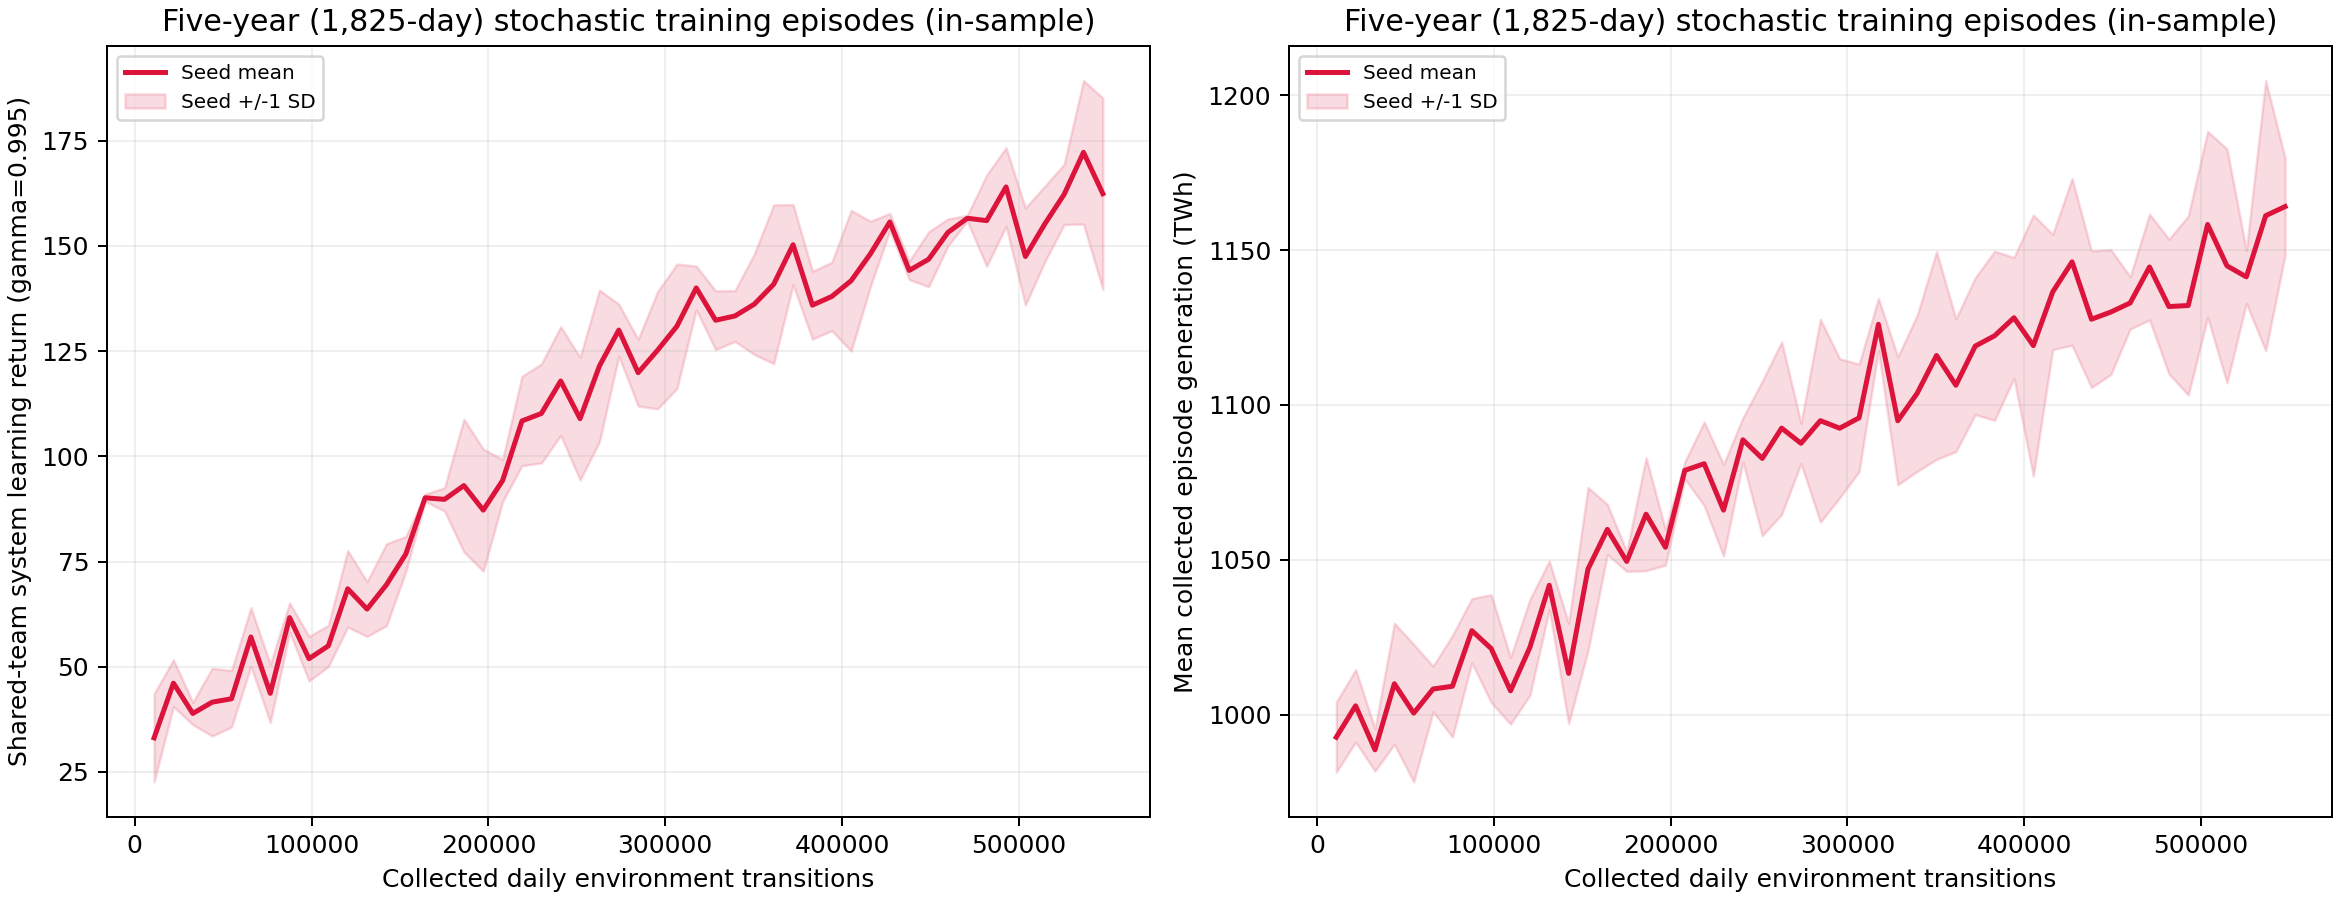 Five-year (1,825-day) stochastic training episodes (in-sample)
Seed mean
Seed +/-1 SD
Shared-team system learning return (gamma=0.995)
175
150
125
100
75
50
25
0
100000
200000
300000
400000
500000
Collected daily environment transitions
Five-year (1,825-day) stochastic training episodes (in-sample)
Seed mean
Seed +/-1 SD
Mean collected episode generation (TWh)
1200
1150
1100
1050
1000
0
100000
200000
300000
400000
500000
Collected daily environment transitions